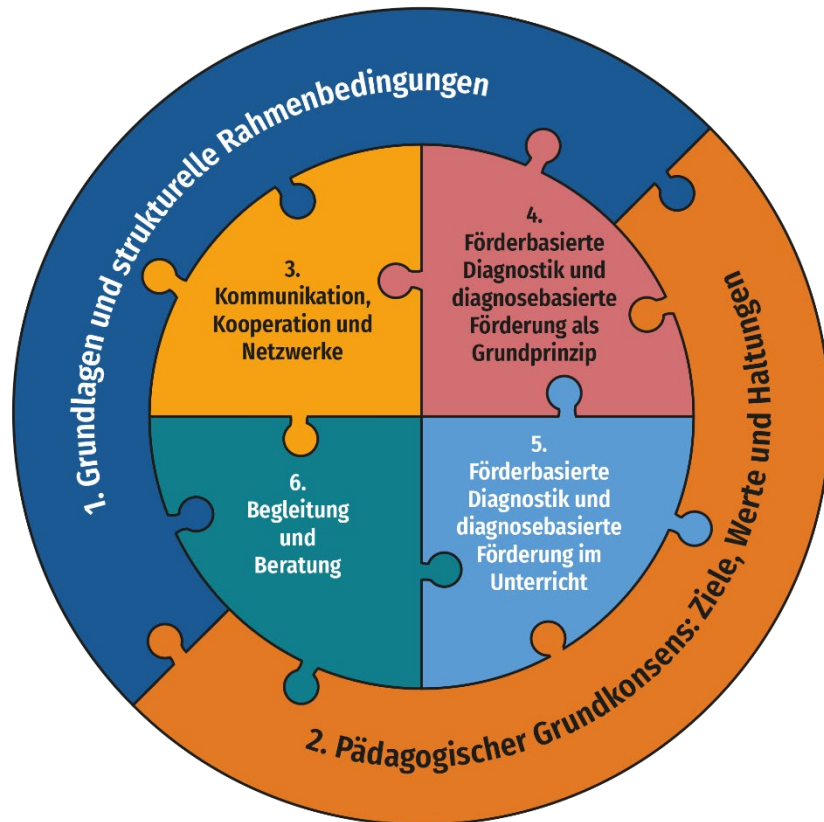 1. Grundlagen und strukturelle Rahmenbedingungen
3.
Kommunikation,
Kooperation und
Netzwerke
4.
Förderbasierte
Diagnostik und
diagnosebasierte
Förderung als
Grundprinzip
6.
Begleitung
und
Beratung
5.
Förderbasierte
Diagnostik und
diagnosebasierte
Förderung im
Unterricht
2. Pädagogischer Grundkonsens: Ziele, Werte und Haltungen